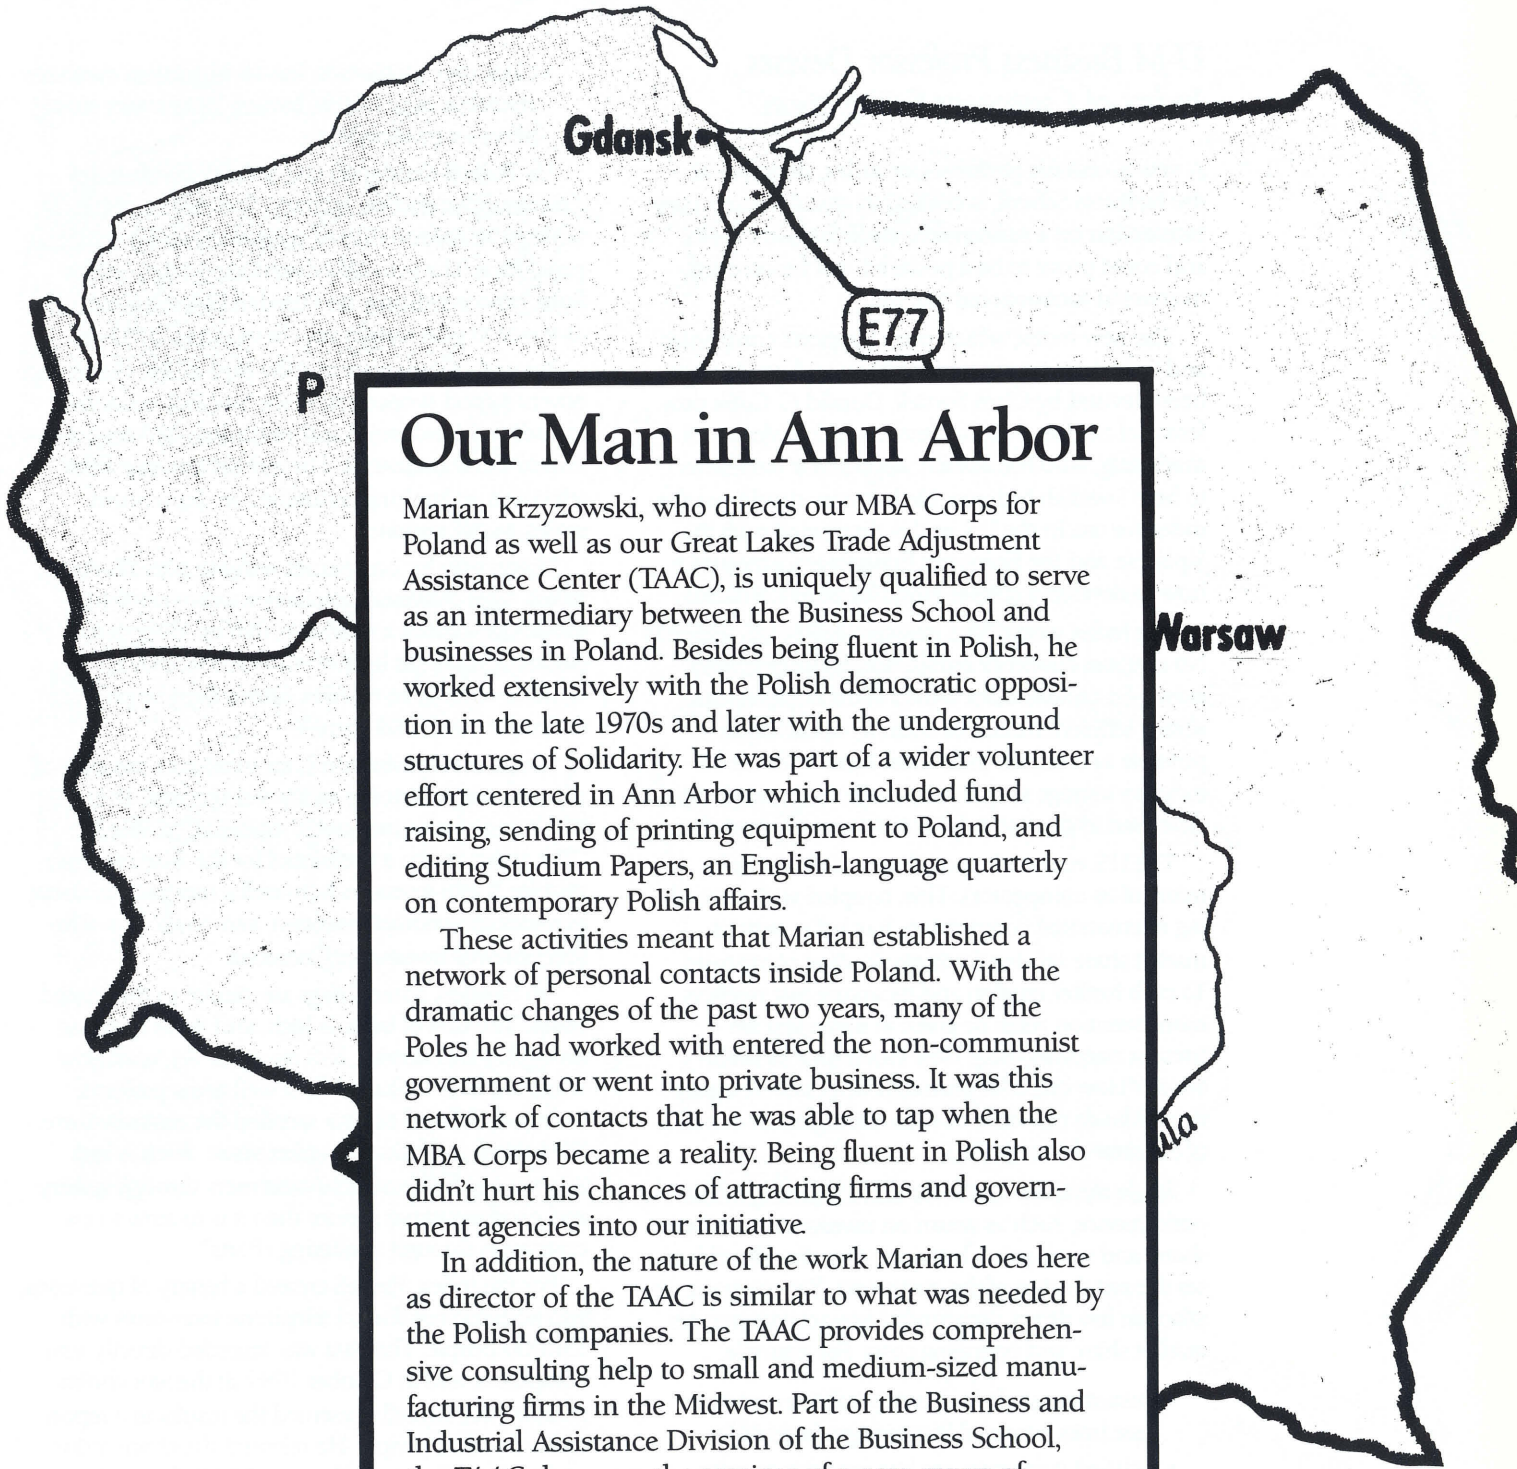 Gdansk
E77
P
Warsaw
ula
Our Man in Ann Arbor
Marian Krzyzowski, who directs our MBA Corps for
Poland as well as our Great Lakes Trade Adjustment
Assistance Center (TAAC), is uniquely qualified to serve
as an intermediary between the Business School and
businesses in Poland. Besides being fluent in Polish, he
worked extensively with the Polish democratic opposi-
tion in the late 1970s and later with the underground
structures of Solidarity. He was part of a wider volunteer
effort centered in Ann Arbor which included fund
raising, sending of printing equipment to Poland, and
editing Studium Papers, an English-language quarterly
on contemporary Polish affairs.
These activities meant that Marian established a
network of personal contacts inside Poland. With the
dramatic changes of the past two years, many of the
Poles he had worked with entered the non-communist
government or went into private business. It was this
network of contacts that he was able to tap when the
MBA Corps became a reality. Being fluent in Polish also
didn't hurt his chances of attracting firms and govern-
ment agencies into our initiative.
In addition, the nature of the work Marian does here
as director of the TAAC is similar to what was needed by
the Polish companies. The TAAC provides comprehen-
sive consulting help to small and medium-sized manu-
facturing firms in the Midwest. Part of the Business and
Industrial Assistance Division of the Business School,